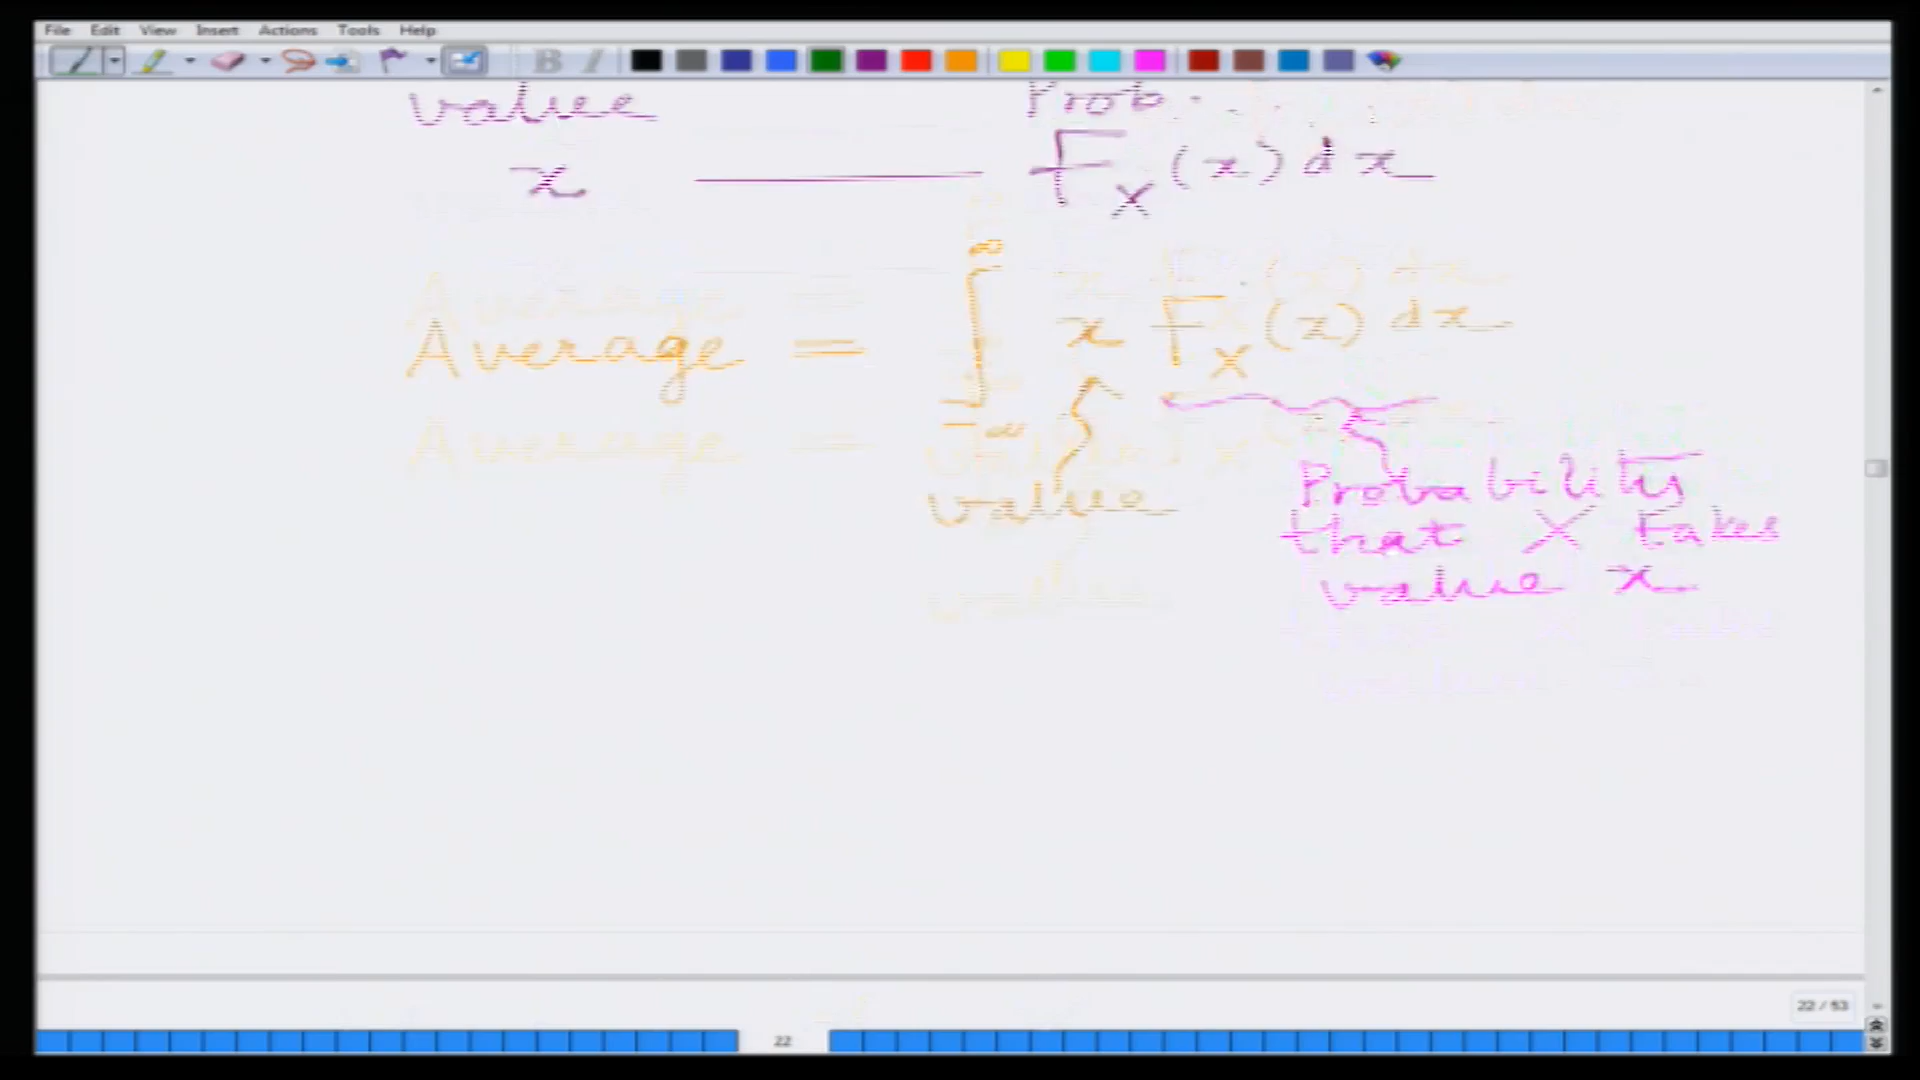 File Edit View Insert Actions Tools Help
B I
value Prob.
x F_X(x)dx
Average = ∫_{-∞}^{∞} x F_X(x) dx
value
Probability
that X takes
value x
22 / 53
22